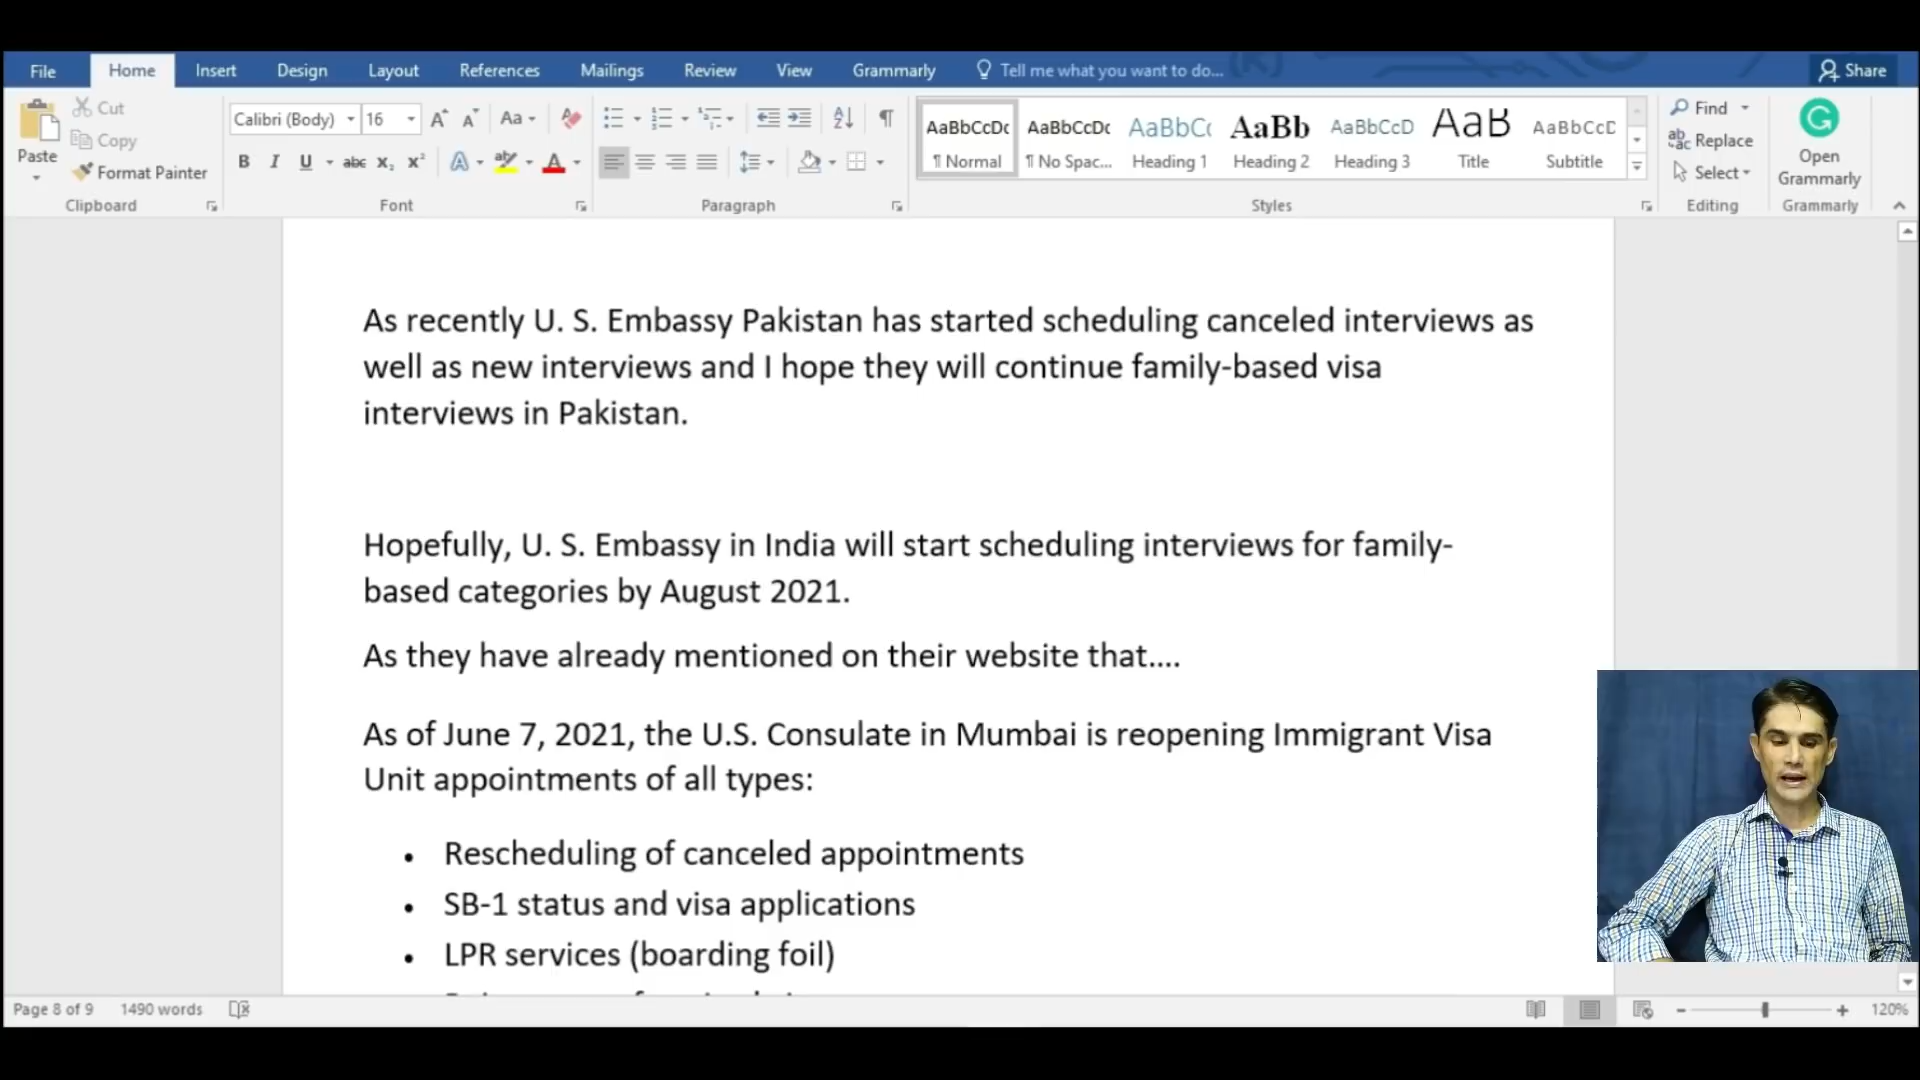 File Home Insert Design Layout References Mailings Review View Grammarly Tell me what you want to do... Share
Cut
Copy
Paste
Format Painter
Clipboard
Calibri (Body) 16 Aa
B I U abc x₂ x² A ab A
Font
Paragraph
AaBbCcDc AaBbCcDc AaBbC( AaBb AaBbCcD AaB AaBbCcD
¶ Normal ¶ No Spac... Heading 1 Heading 2 Heading 3 Title Subtitle
Styles
Find
Replace
Select
Editing
Open
Grammarly
Grammarly
As recently U. S. Embassy Pakistan has started scheduling canceled interviews as
well as new interviews and I hope they will continue family-based visa
interviews in Pakistan.
Hopefully, U. S. Embassy in India will start scheduling interviews for family-
based categories by August 2021.
As they have already mentioned on their website that....
As of June 7, 2021, the U.S. Consulate in Mumbai is reopening Immigrant Visa
Unit appointments of all types:
• Rescheduling of canceled appointments
• SB-1 status and visa applications
• LPR services (boarding foil)
Page 8 of 9 1490 words 120%